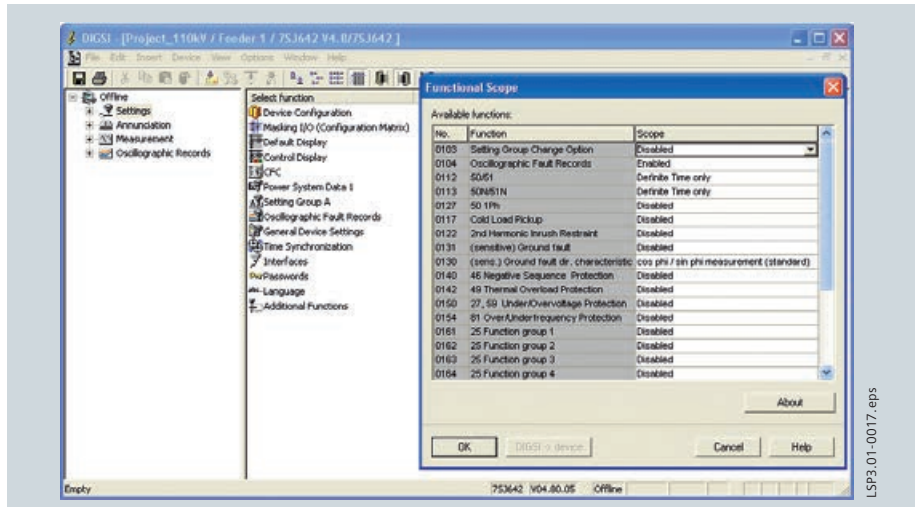 DIGSI - [Project_110kV / Feeder 1 / 7SJ642 V4.8/7SJ642 ]
File Edit Insert Device View Options Window Help
Offline
Settings
Annunciation
Measurement
Oscillographic Records
Select function
Device Configuration
Masking I/O (Configuration Matrix)
Default Display
Control Display
CFC
Power System Data 1
Setting Group A
Oscillographic Fault Records
General Device Settings
Time Synchronization
Interfaces
Passwords
Language
Additional Functions
Functional Scope
Available functions:
No. Function Scope
0103 Setting Group Change Option Disabled
0104 Oscillographic Fault Records Enabled
0112 50/51 Definite Time only
0113 50N/51N Definite Time only
0127 50 1Ph Disabled
0117 Cold Load Pickup Disabled
0122 2nd Harmonic Inrush Restraint Disabled
0131 (sensitive) Ground fault Disabled
0130 (sens.) Ground fault dir. characteristic cos phi / sin phi measurement (standard)
0140 46 Negative Sequence Protection Disabled
0142 49 Thermal Overload Protection Disabled
0150 27, 59 Under/Overvoltage Protection Disabled
0154 81 Over/Underfrequency Protection Disabled
0161 25 Function group 1 Disabled
0162 25 Function group 2 Disabled
0163 25 Function group 3 Disabled
0164 25 Function group 4 Disabled
About
OK DIGSI -> device Cancel Help
Empty 7SJ642 V04.80.05 Offline
LSP3.01-0017.eps